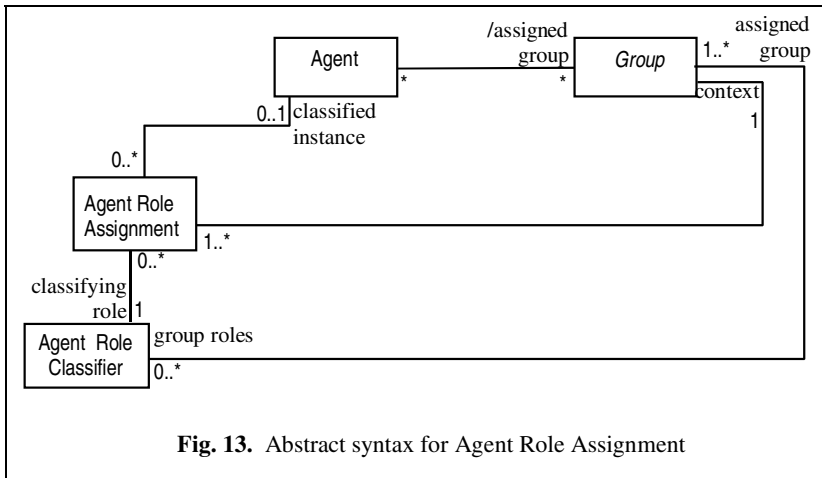 Agent
/assigned
group
*
*
Group
1..*
assigned
group
context
1
0..1
classified
instance
0..*
Agent Role
Assignment
1..*
0..*
classifying
role
1
Agent Role
Classifier
group roles
0..*
Fig. 13. Abstract syntax for Agent Role Assignment